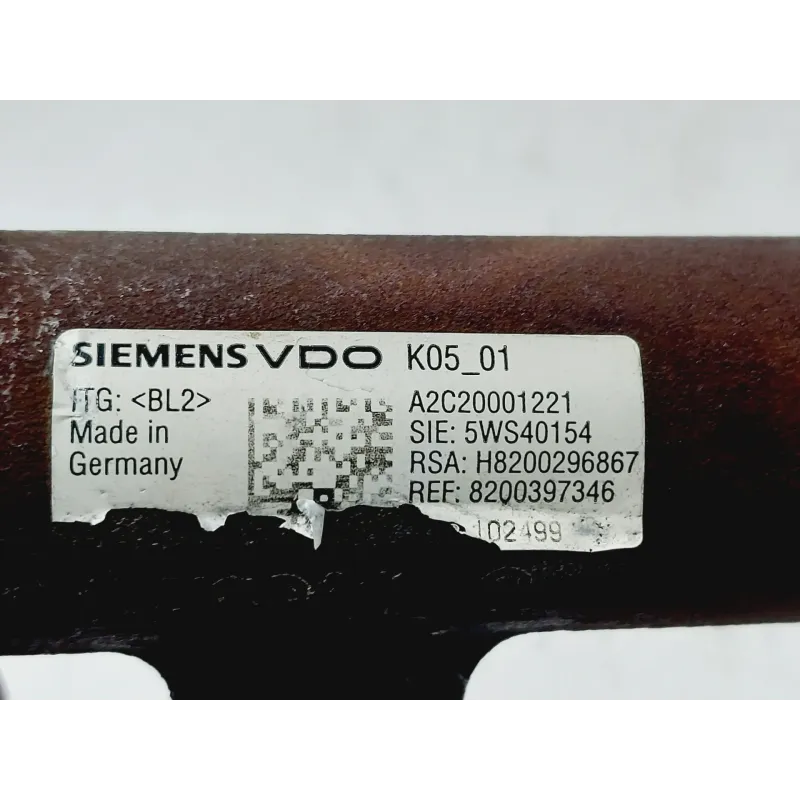 SIEMENS VDO K05_01
ITG: <BL2> A2C20001221
Made in SIE: 5WS40154
Germany RSA: H8200296867
REF: 8200397346
102499